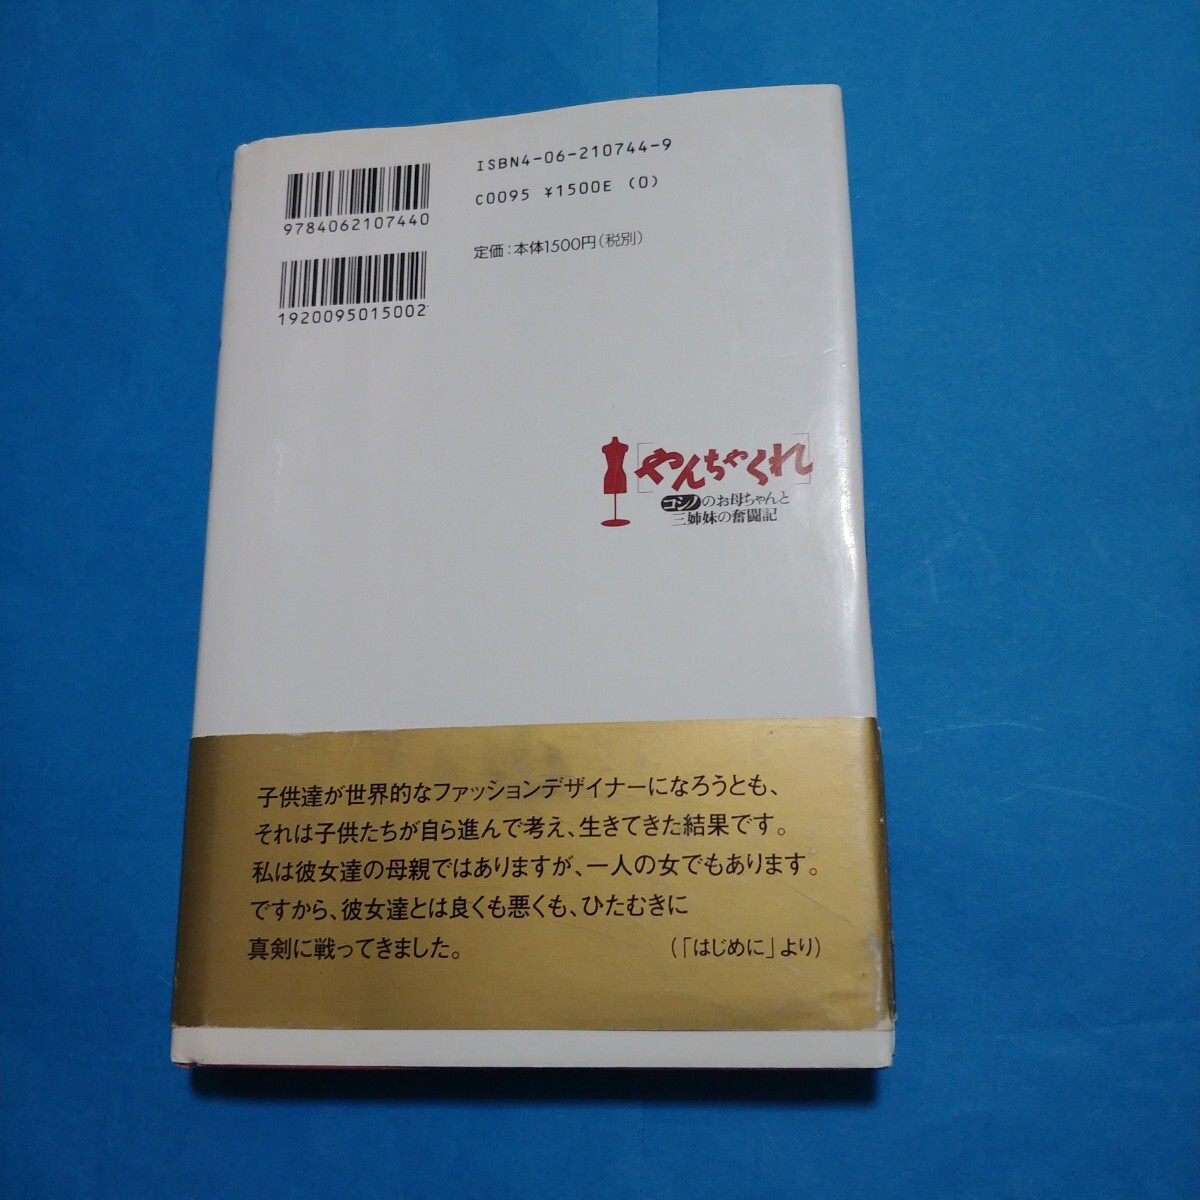 ISBN4-06-210744-9
C0095 ¥1500E (0)
9784062107440
定価：本体1500円（税別）
1920095015002
[やんちゃくれ]
コシノのお母ちゃんと
三姉妹の奮闘記
子供達が世界的なファッションデザイナーになろうとも、
それは子供たちが自ら進んで考え、生きてきた結果です。
私は彼女達の母親ではありますが、一人の女でもあります。
ですから、彼女達とは良くも悪くも、ひたむきに
真剣に戦ってきました。 (「はじめに」より)